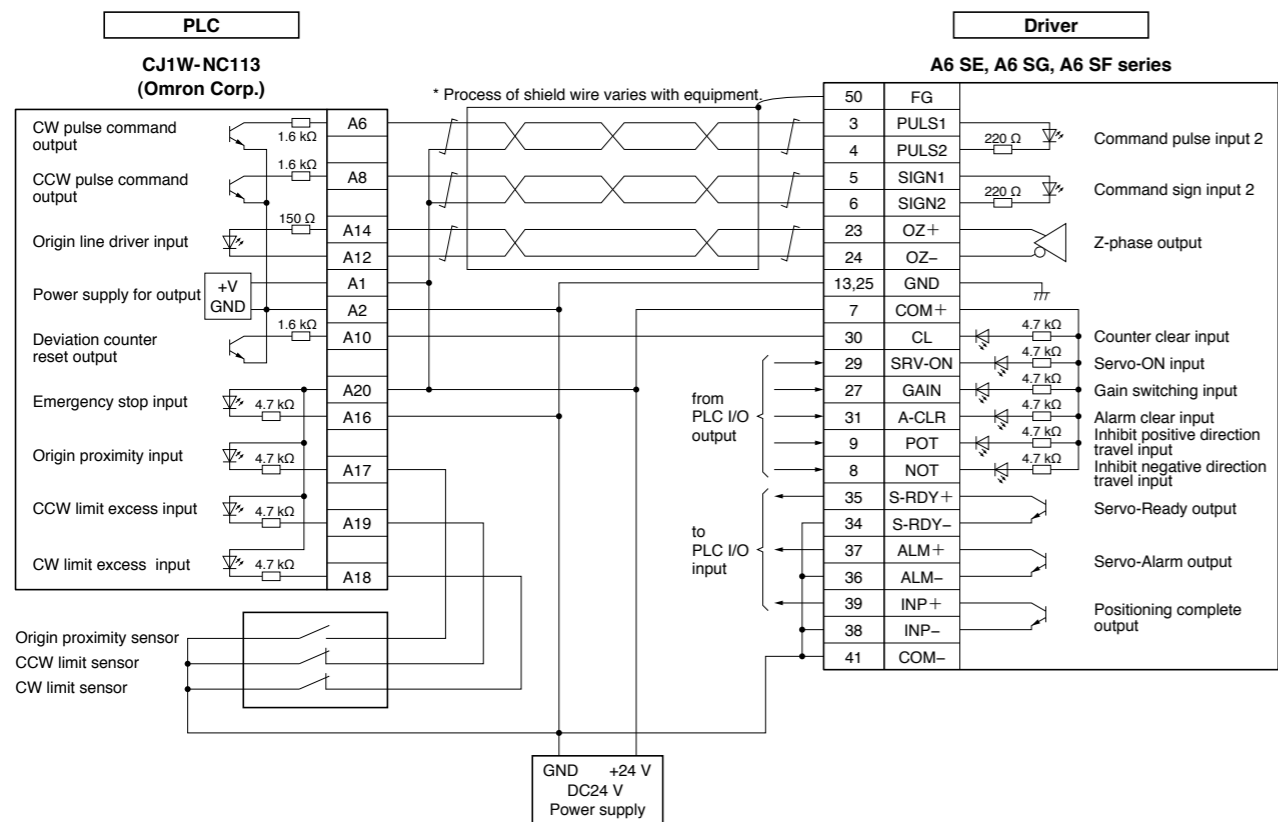 PLC
Driver
CJ1W-NC113
(Omron Corp.)
A6 SE, A6 SG, A6 SF series
* Process of shield wire varies with equipment.
CW pulse command
output
1.6 kΩ
A6
CCW pulse command
output
1.6 kΩ
A8
Origin line driver input
150 Ω
A14
A12
Power supply for output
+V
GND
A1
A2
Deviation counter
reset output
1.6 kΩ
A10
A20
Emergency stop input
4.7 kΩ
A16
Origin proximity input
4.7 kΩ
A17
CCW limit excess input
4.7 kΩ
A19
CW limit excess input
4.7 kΩ
A18
Origin proximity sensor
CCW limit sensor
CW limit sensor
50 FG
3 PULS1
4 PULS2
220 Ω
Command pulse input 2
5 SIGN1
6 SIGN2
220 Ω
Command sign input 2
23 OZ+
24 OZ−
Z-phase output
13,25 GND
7 COM+
30 CL
4.7 kΩ
Counter clear input
29 SRV-ON
4.7 kΩ
Servo-ON input
27 GAIN
4.7 kΩ
Gain switching input
31 A-CLR
4.7 kΩ
Alarm clear input
9 POT
4.7 kΩ
Inhibit positive direction
travel input
8 NOT
4.7 kΩ
Inhibit negative direction
travel input
35 S-RDY+
34 S-RDY−
Servo-Ready output
37 ALM+
36 ALM−
Servo-Alarm output
39 INP+
38 INP−
Positioning complete
output
41 COM−
from
PLC I/O
output
to
PLC I/O
input
GND +24 V
DC24 V
Power supply